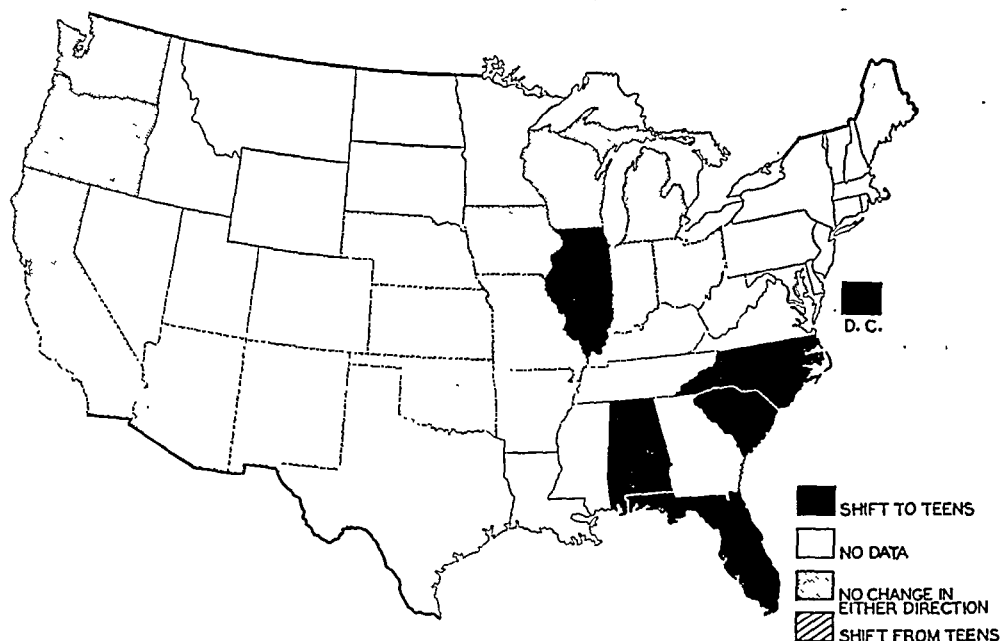 D. C.
SHIFT TO TEENS
NO DATA
NO CHANGE IN
EITHER DIRECTION
SHIFT FROM TEENS